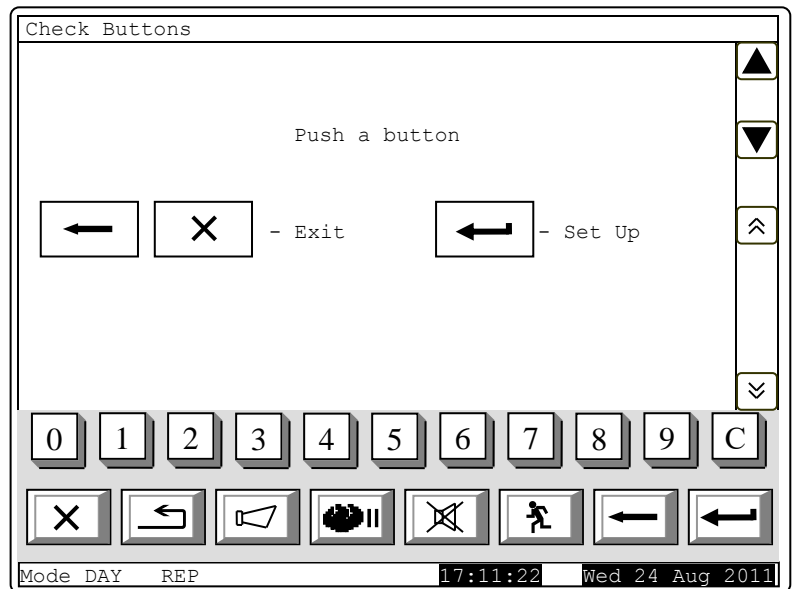 Check Buttons
Push a button
- Exit - Set Up
0 1 2 3 4 5 6 7 8 9 C
Mode DAY REP 17:11:22 Wed 24 Aug 2011